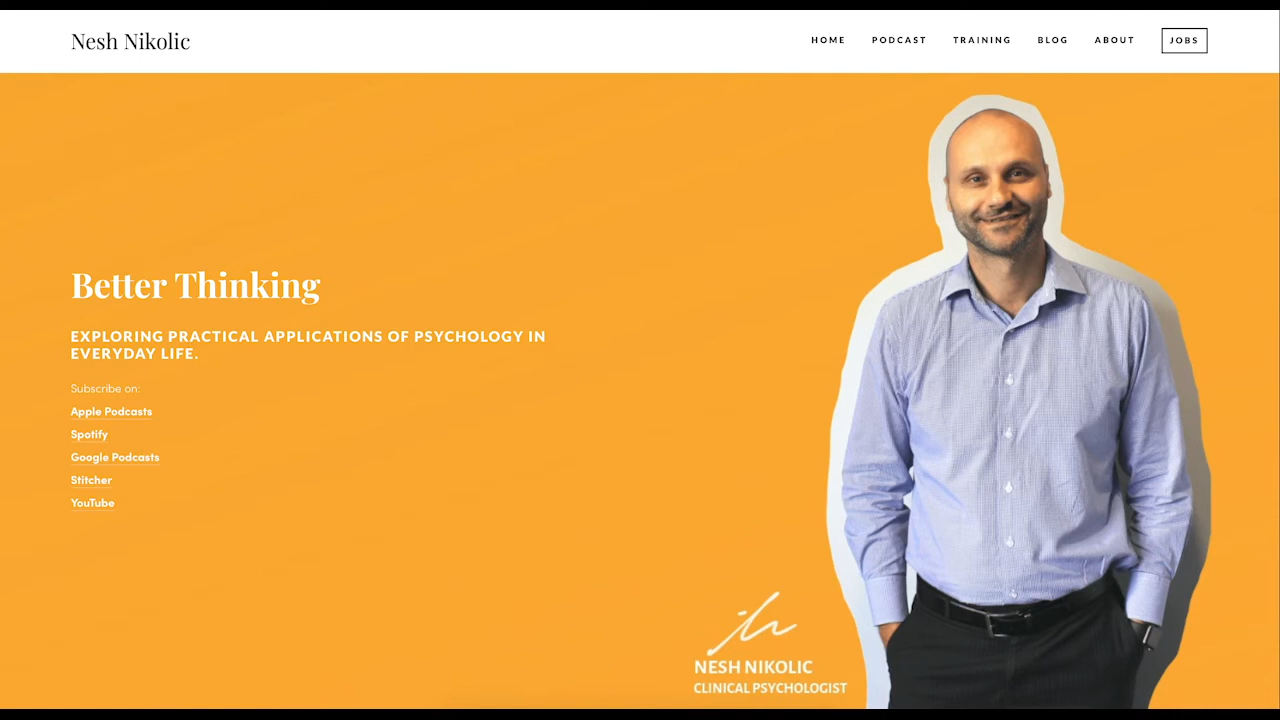 Nesh Nikolic
HOME PODCAST TRAINING BLOG ABOUT JOBS
Better Thinking
EXPLORING PRACTICAL APPLICATIONS OF PSYCHOLOGY IN
EVERYDAY LIFE.
Subscribe on:
Apple Podcasts
Spotify
Google Podcasts
Stitcher
YouTube
NESH NIKOLIC
CLINICAL PSYCHOLOGIST